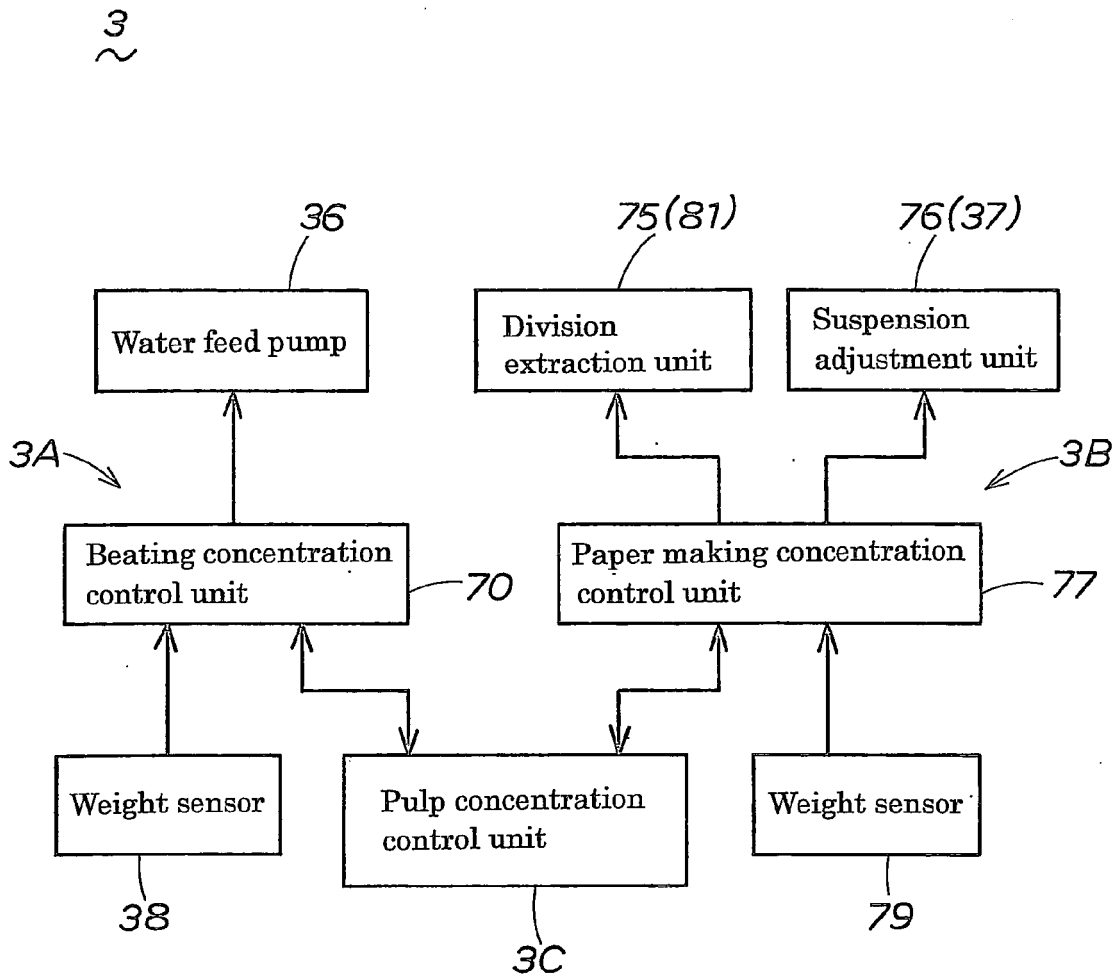 3
36
75(81)
76(37)
Water feed pump
Division
extraction unit
Suspension
adjustment unit
3A
3B
Beating concentration
control unit
70
Paper making concentration
control unit
77
Weight sensor
Pulp concentration
control unit
Weight sensor
38
3C
79